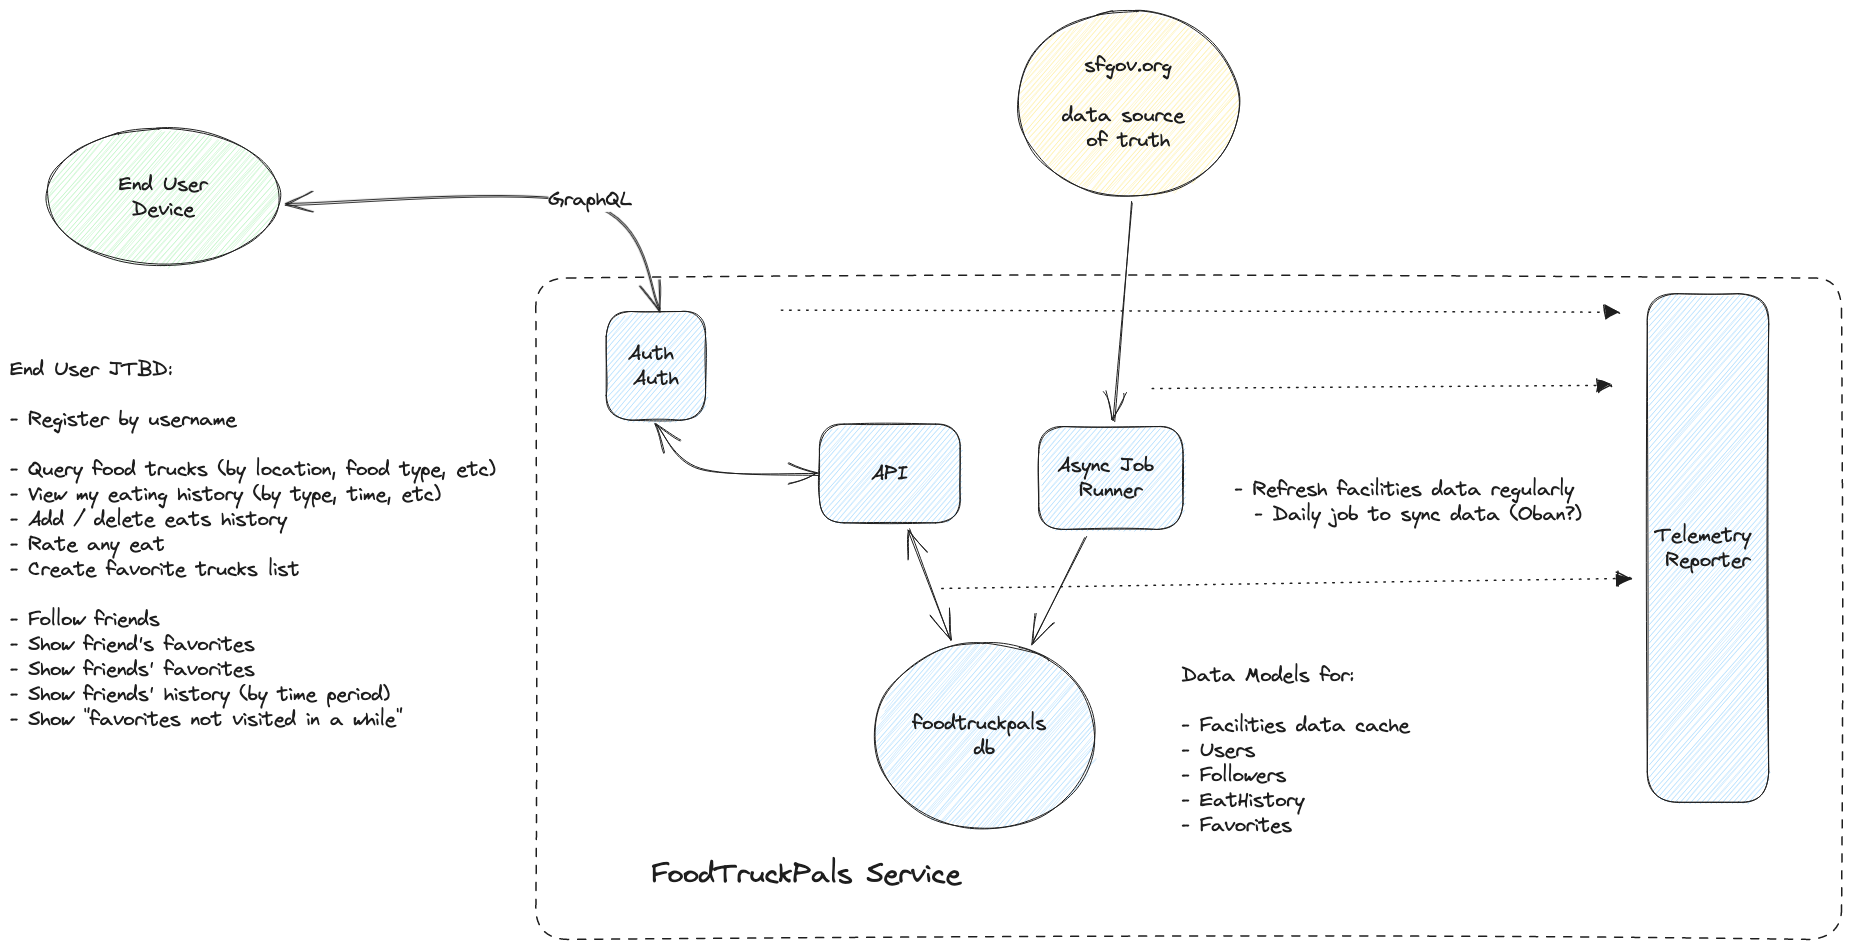 sfgov.org
data source
of truth
End User
Device
GraphQL
Auth
Auth
API
Async Job
Runner
- Refresh facilities data regularly
- Daily job to sync data (Oban?)
Telemetry
Reporter
End User JTBD:
- Register by username
- Query food trucks (by location, food type, etc)
- View my eating history (by type, time, etc)
- Add / delete eats history
- Rate any eat
- Create favorite trucks list
- Follow friends
- Show friend's favorites
- Show friends' favorites
- Show friends' history (by time period)
- Show "favorites not visited in a while"
foodtruckpals
db
Data Models for:
- Facilities data cache
- Users
- Followers
- EatHistory
- Favorites
FoodTruckPals Service